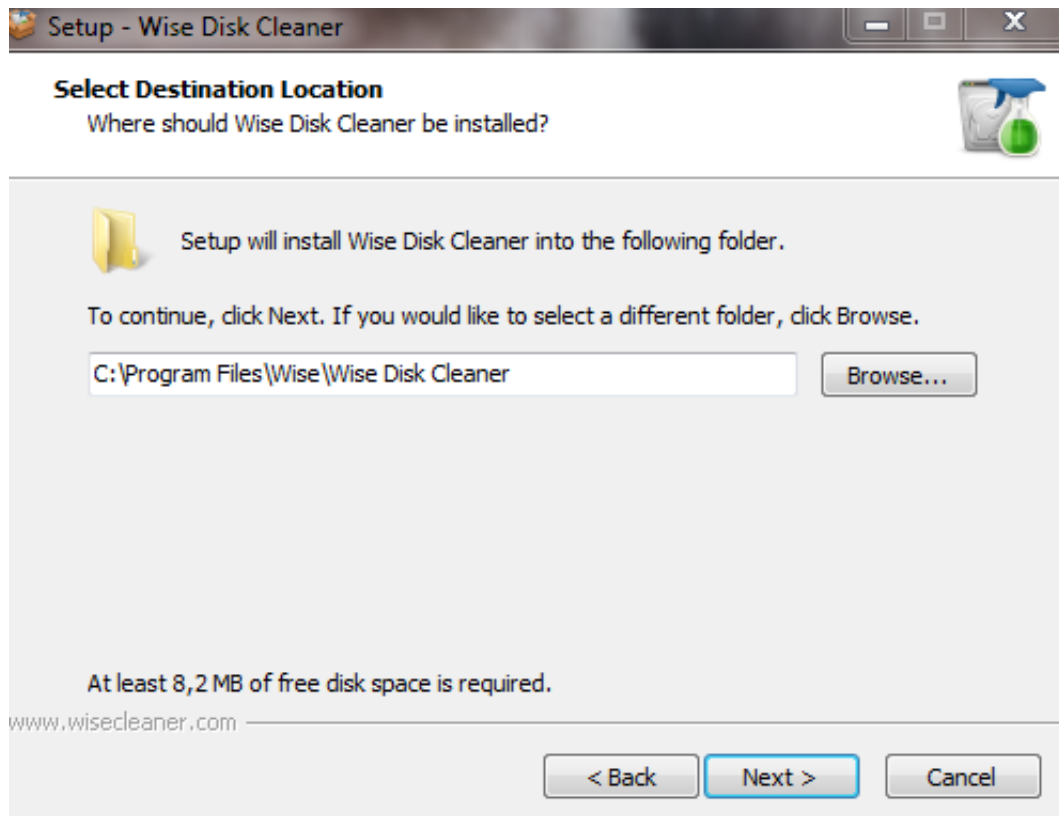 Setup - Wise Disk Cleaner
Select Destination Location
Where should Wise Disk Cleaner be installed?
Setup will install Wise Disk Cleaner into the following folder.
To continue, click Next. If you would like to select a different folder, click Browse.
C:\Program Files\Wise\Wise Disk Cleaner
Browse...
At least 8,2 MB of free disk space is required.
www.wisecleaner.com
< Back Next > Cancel